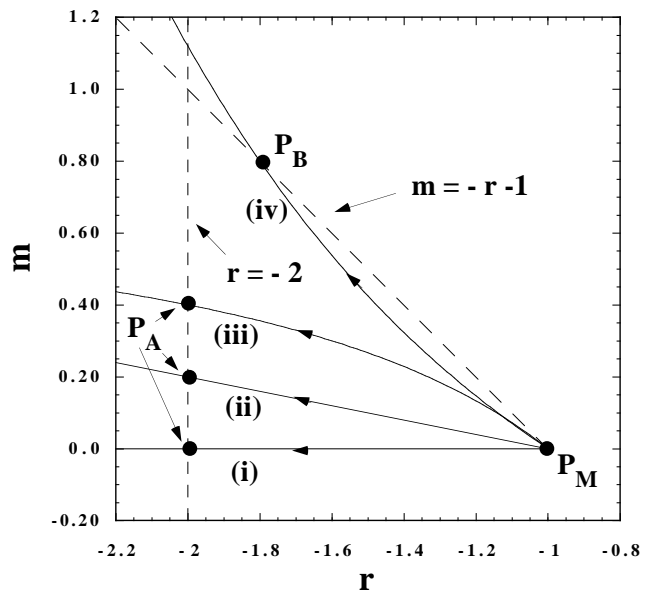 1.2
1.0
0.80
0.60
0.40
0.20
0.0
-0.20
m
P_B
m = - r -1
(iv)
r = - 2
P_A
(iii)
(ii)
(i)
P_M
-2.2 -2 -1.8 -1.6 -1.4 -1.2 -1 -0.8
r